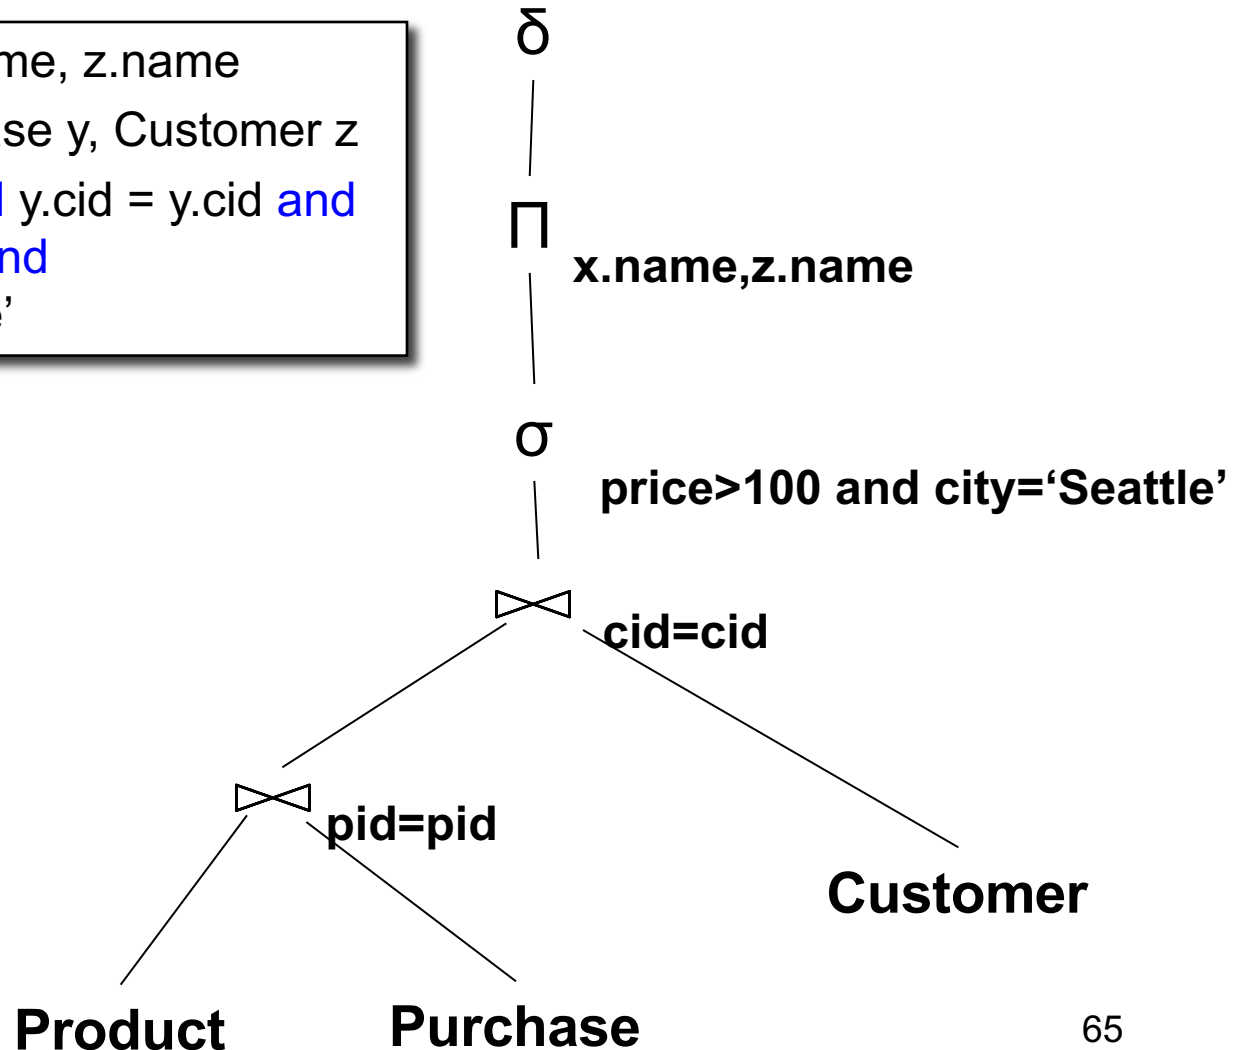 me, z.name
se y, Customer z
y.cid = y.cid and
nd
’
δ
Π
x.name,z.name
σ
price>100 and city=‘Seattle’
cid=cid
pid=pid
Customer
Product
Purchase
65